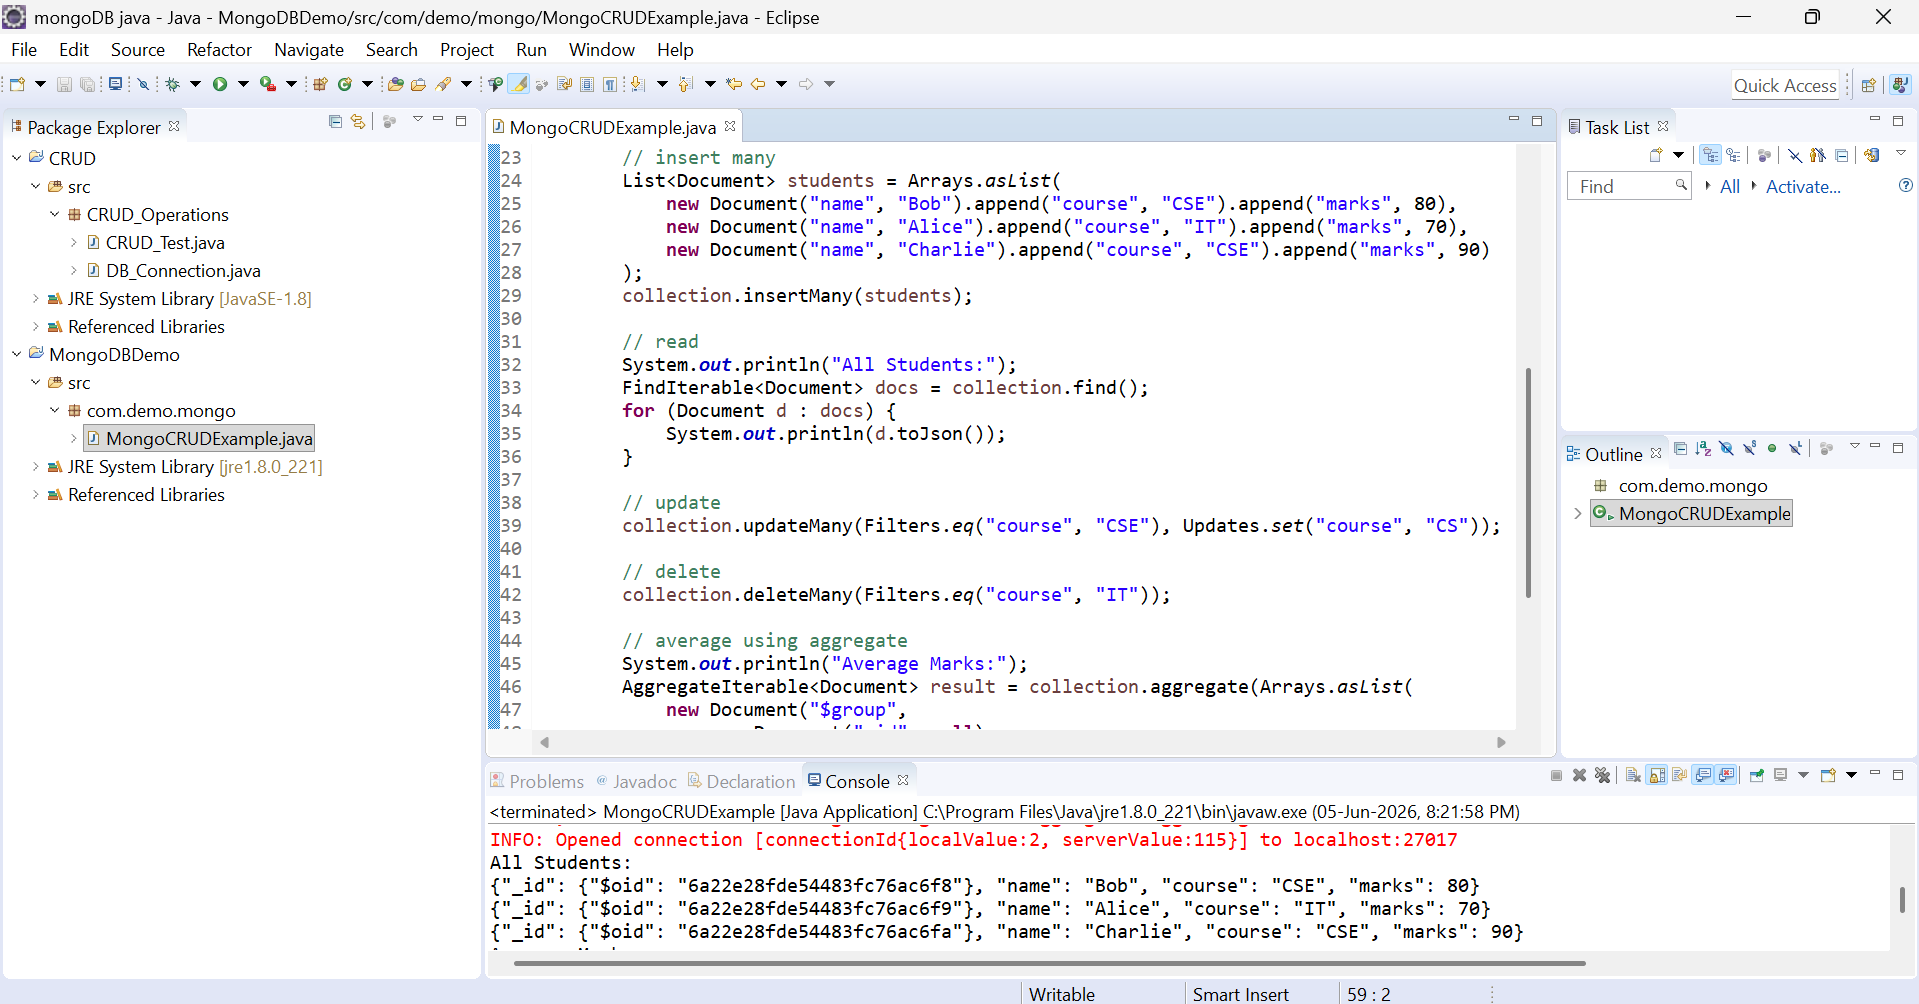 mongoDB java - Java - MongoDBDemo/src/com/demo/mongo/MongoCRUDExample.java - Eclipse
File Edit Source Refactor Navigate Search Project Run Window Help
Quick Access
Package Explorer
CRUD
src
CRUD_Operations
CRUD_Test.java
DB_Connection.java
JRE System Library [JavaSE-1.8]
Referenced Libraries
MongoDBDemo
src
com.demo.mongo
MongoCRUDExample.java
JRE System Library [jre1.8.0_221]
Referenced Libraries
MongoCRUDExample.java
23 // insert many
24 List<Document> students = Arrays.asList(
25 new Document("name", "Bob").append("course", "CSE").append("marks", 80),
26 new Document("name", "Alice").append("course", "IT").append("marks", 70),
27 new Document("name", "Charlie").append("course", "CSE").append("marks", 90)
28 );
29 collection.insertMany(students);
30
31 // read
32 System.out.println("All Students:");
33 FindIterable<Document> docs = collection.find();
34 for (Document d : docs) {
35 System.out.println(d.toJson());
36 }
37
38 // update
39 collection.updateMany(Filters.eq("course", "CSE"), Updates.set("course", "CS"));
40
41 // delete
42 collection.deleteMany(Filters.eq("course", "IT"));
43
44 // average using aggregate
45 System.out.println("Average Marks:");
46 AggregateIterable<Document> result = collection.aggregate(Arrays.asList(
47 new Document("$group",
Task List
Find All Activate...
Outline
com.demo.mongo
MongoCRUDExample
Problems @ Javadoc Declaration Console
<terminated> MongoCRUDExample [Java Application] C:\Program Files\Java\jre1.8.0_221\bin\javaw.exe (05-Jun-2026, 8:21:58 PM)
INFO: Opened connection [connectionId{localValue:2, serverValue:115}] to localhost:27017
All Students:
{"_id": {"$oid": "6a22e28fde54483fc76ac6f8"}, "name": "Bob", "course": "CSE", "marks": 80}
{"_id": {"$oid": "6a22e28fde54483fc76ac6f9"}, "name": "Alice", "course": "IT", "marks": 70}
{"_id": {"$oid": "6a22e28fde54483fc76ac6fa"}, "name": "Charlie", "course": "CSE", "marks": 90}
Writable Smart Insert 59 : 2